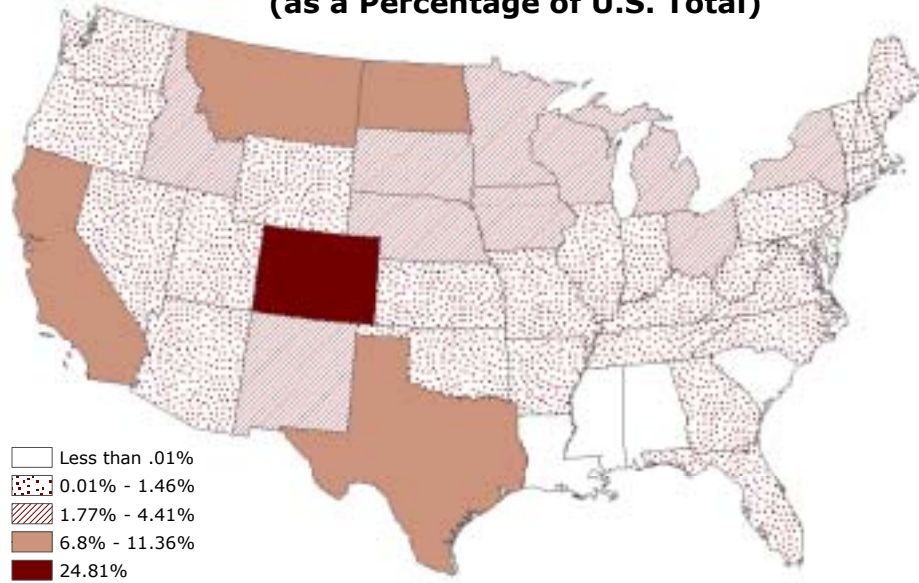 (as a Percentage of U.S. Total)
Less than .01%
0.01% - 1.46%
1.77% - 4.41%
6.8% - 11.36%
24.81%